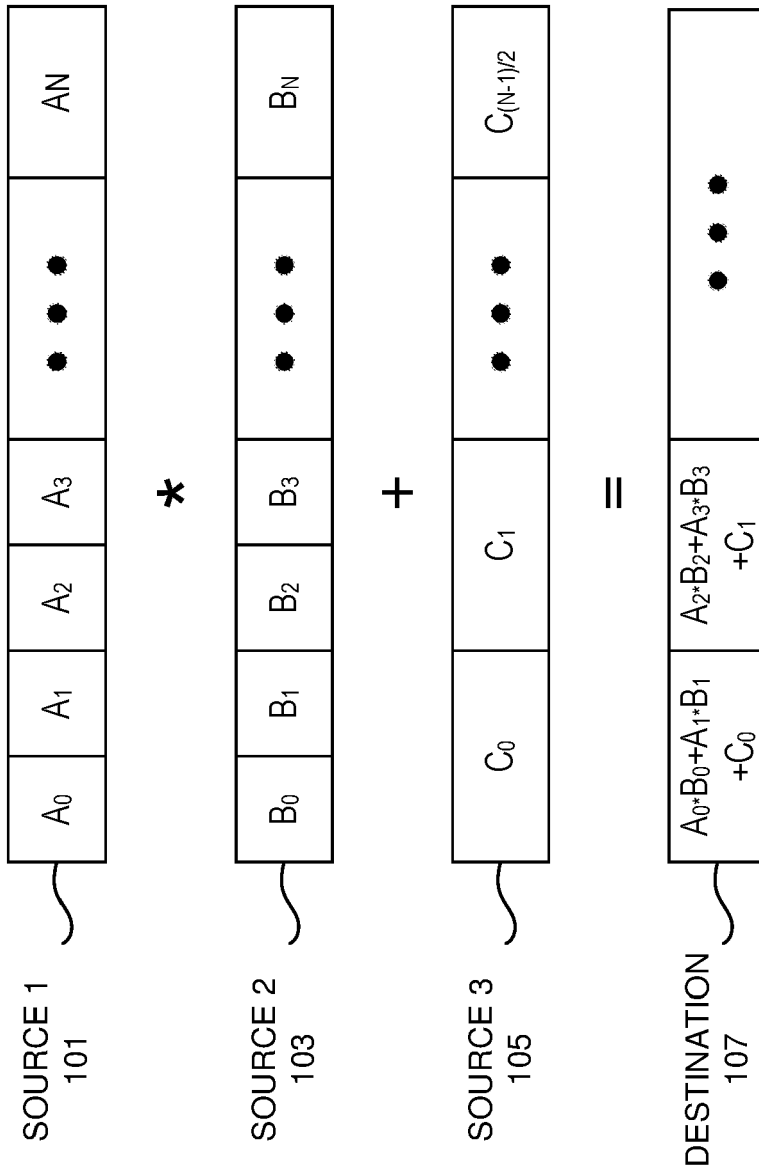 SOURCE 1
101
A0
A1
A2
A3
AN
*
SOURCE 2
103
B0
B1
B2
B3
BN
+
SOURCE 3
105
C0
C1
C(N-1)/2
=
DESTINATION
107
A0*B0+A1*B1
+C0
A2*B2+A3*B3
+C1